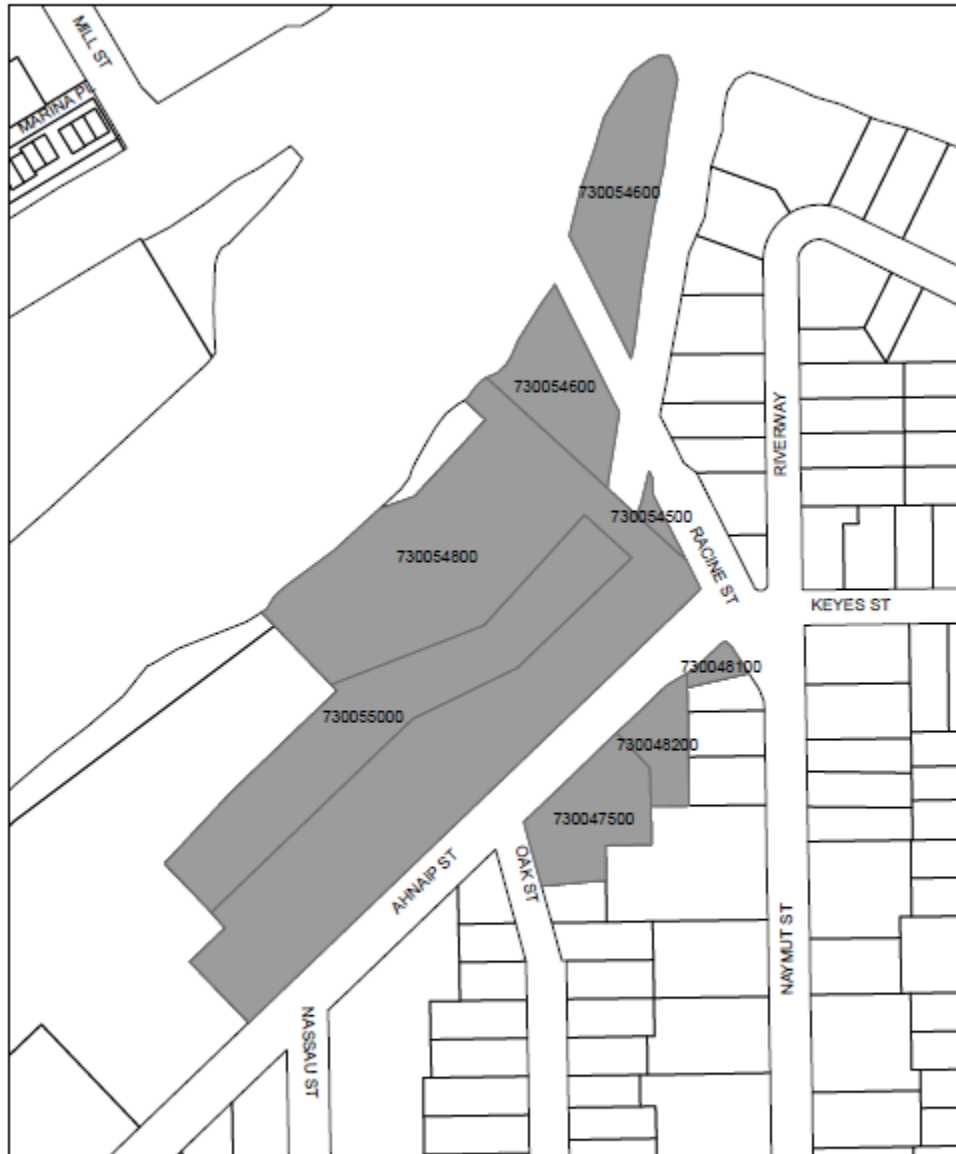 MILL ST
MARINA PL
730054600
730054600
RIVERWAY
730054500
RACINE ST
730054800
KEYES ST
730048100
730055000
730048200
730047500
AHNAIP ST
OAK ST
NAYMUT ST
NASSAU ST